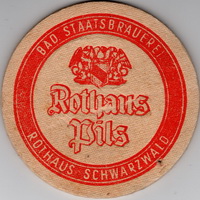 BAD STAATSBRAUEREI
Rothaus
Pils
ROTHAUS-SCHWARZWALD